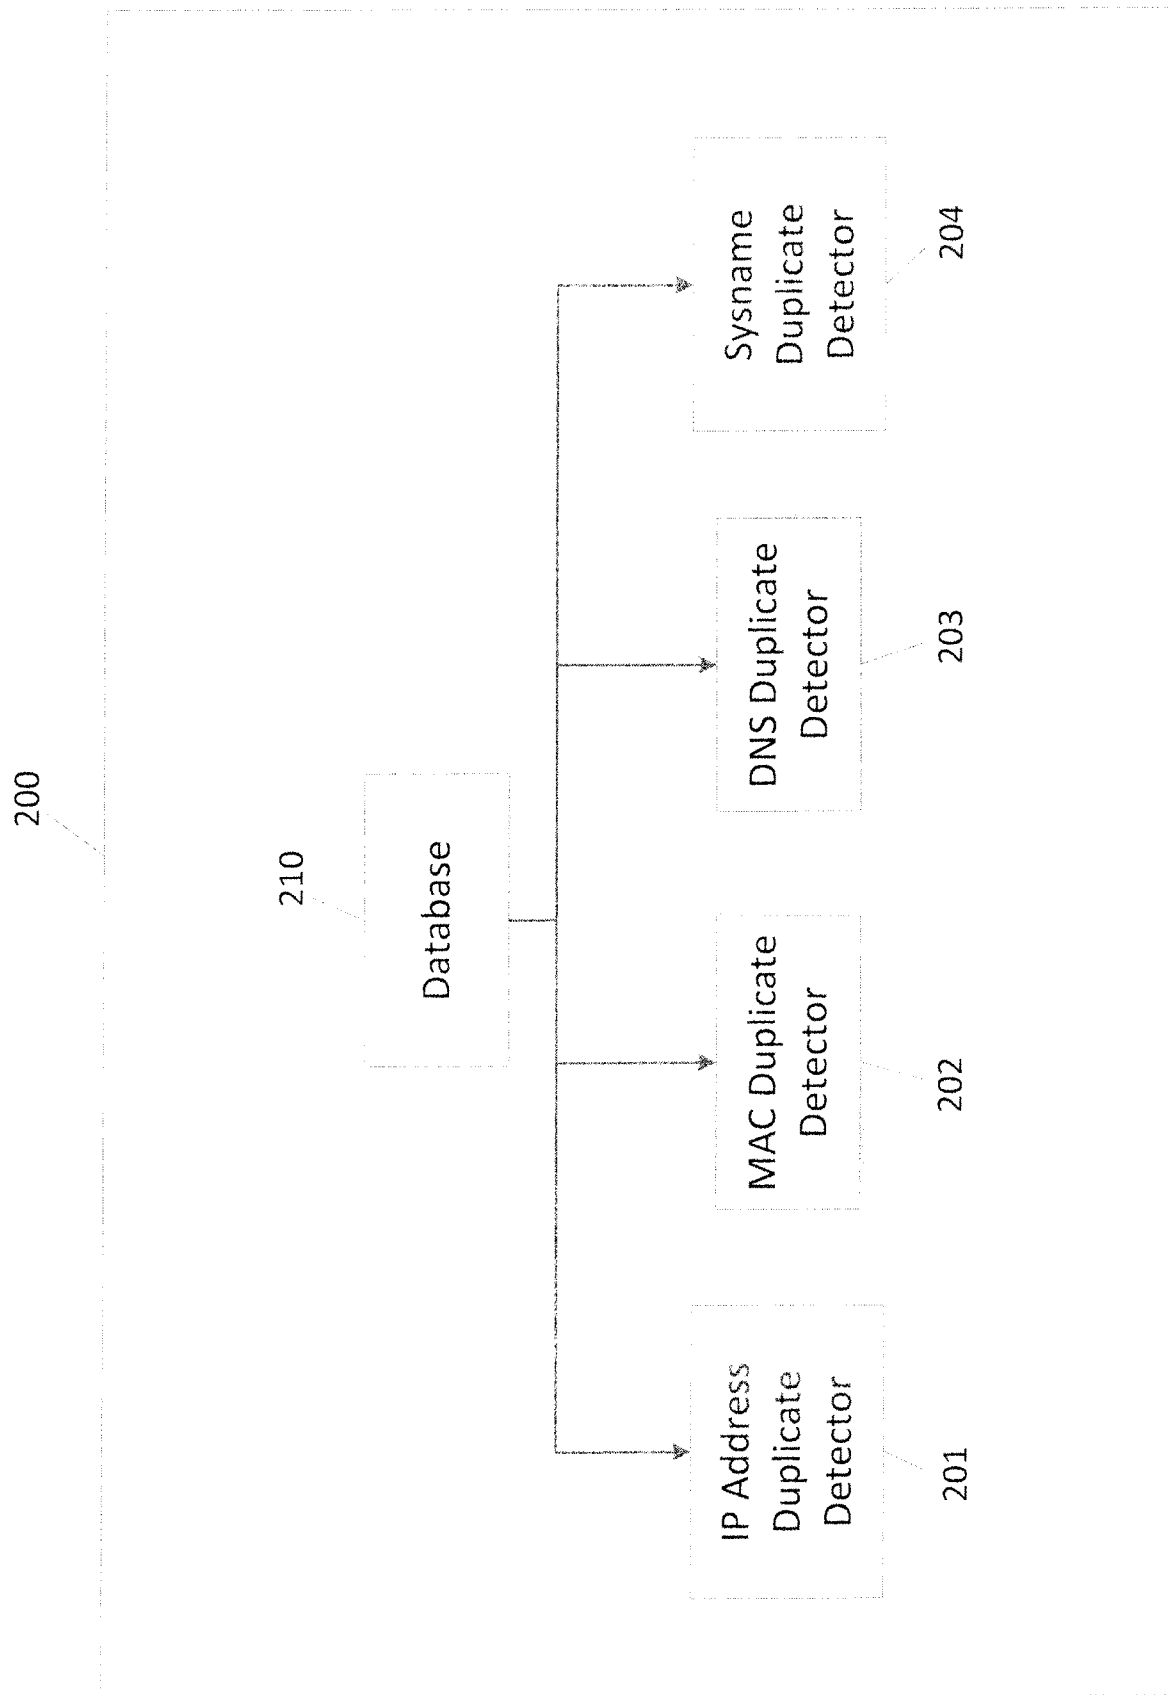 200
210
Database
IP Address
Duplicate
Detector
201
MAC Duplicate
Detector
202
DNS Duplicate
Detector
203
Sysname
Duplicate
Detector
204